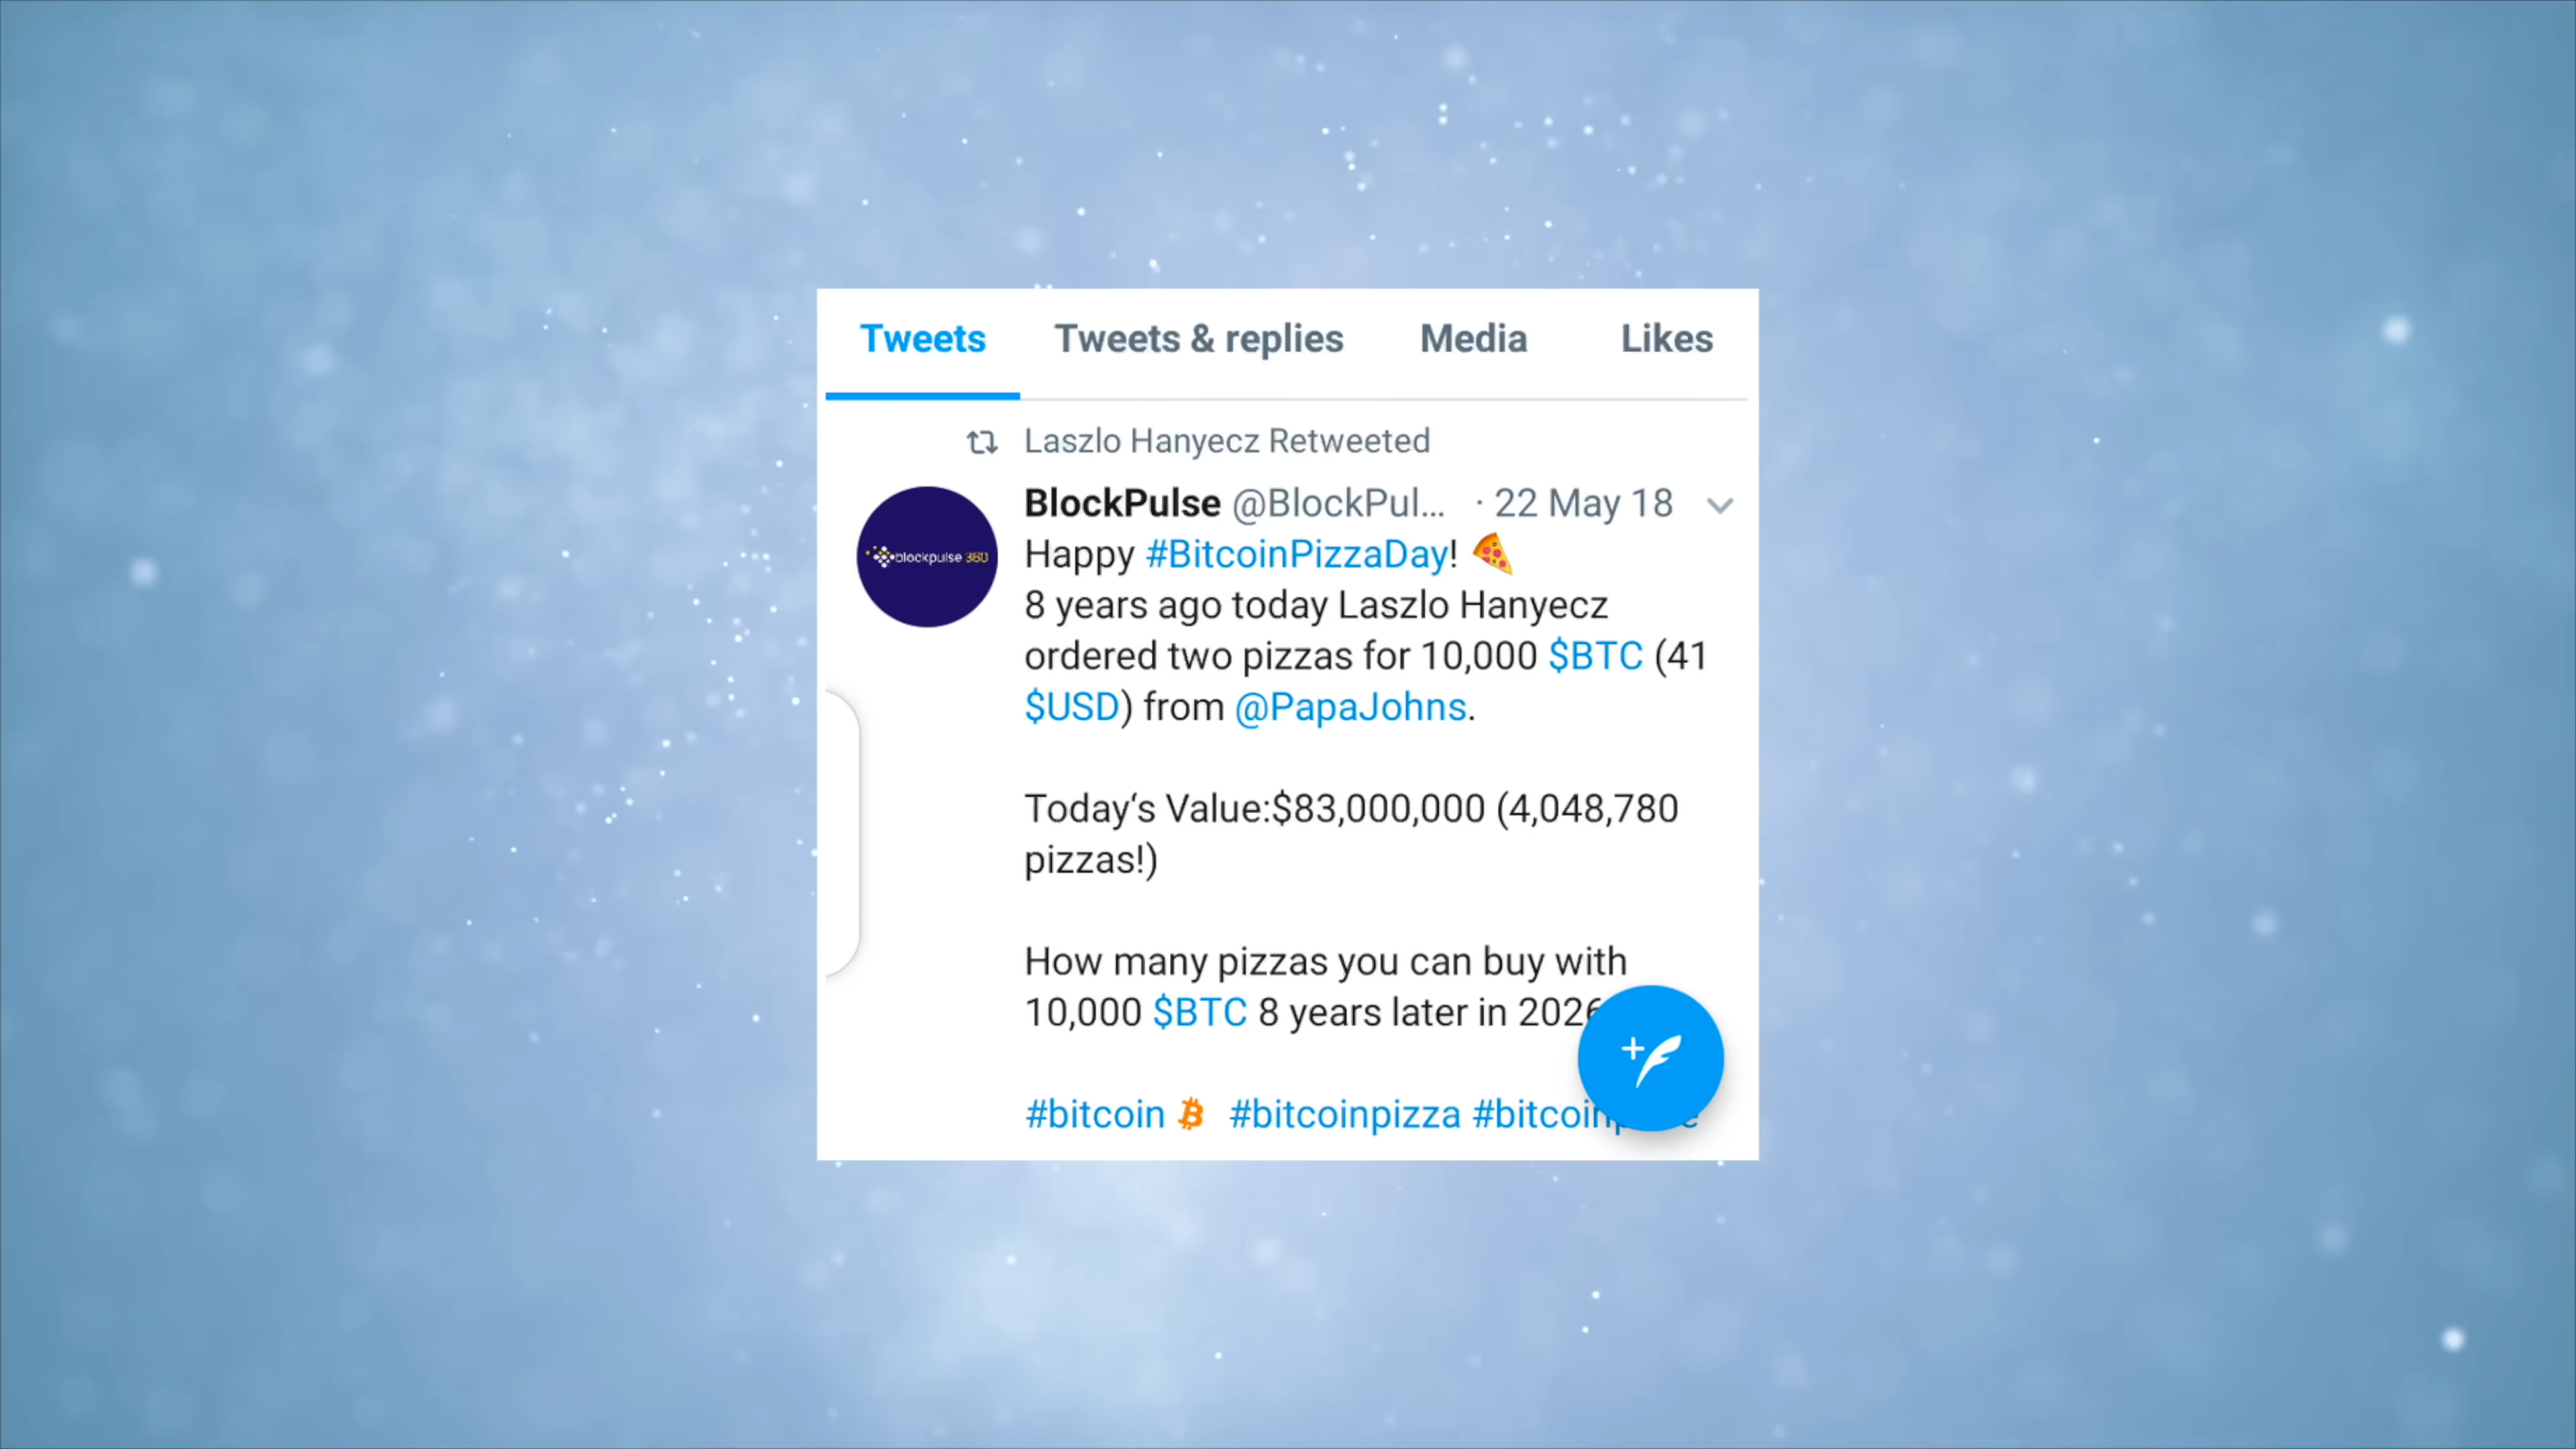 Tweets Tweets & replies Media Likes
Laszlo Hanyecz Retweeted
BlockPulse @BlockPul... · 22 May 18
blockpulse 360
Happy #BitcoinPizzaDay! 🍕
8 years ago today Laszlo Hanyecz
ordered two pizzas for 10,000 $BTC (41
$USD) from @PapaJohns.
Today‘s Value:$83,000,000 (4,048,780
pizzas!)
How many pizzas you can buy with
10,000 $BTC 8 years later in 2026
#bitcoin #bitcoinpizza